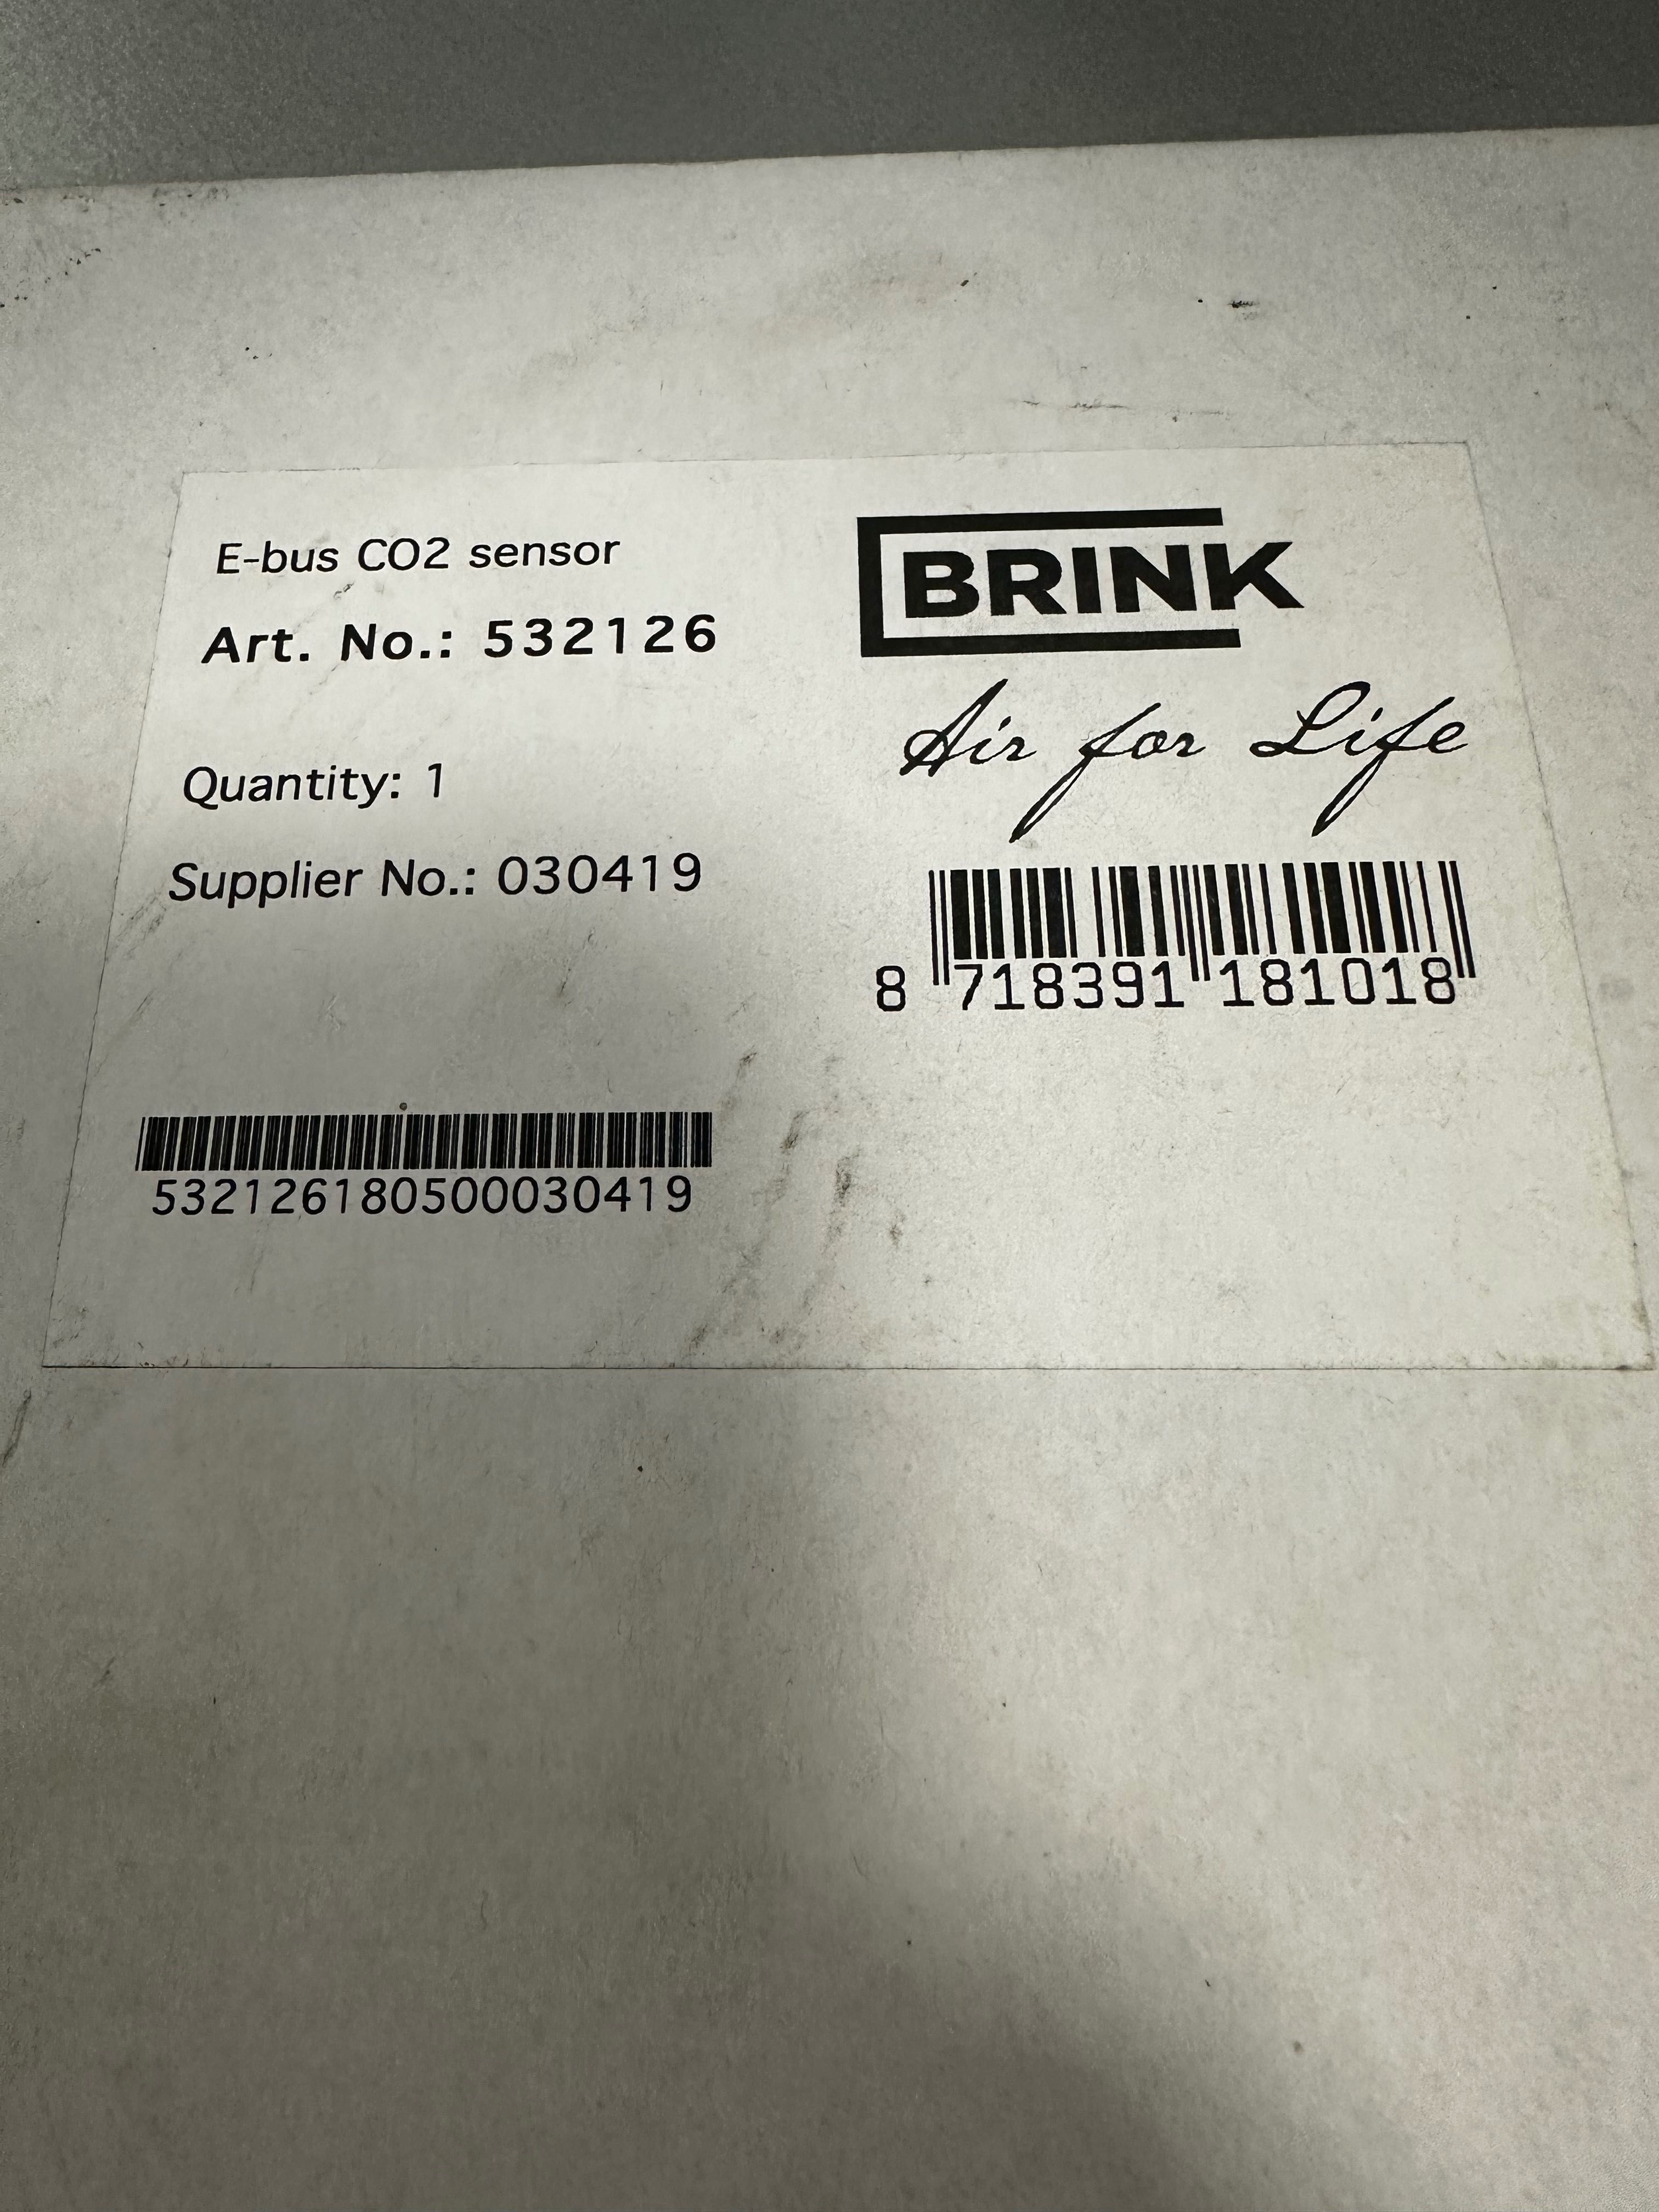 E-bus CO2 sensor
Art. No.: 532126
Quantity: 1
Supplier No.: 030419
532126180500030419
BRINK
Air for Life
8 718391 181018